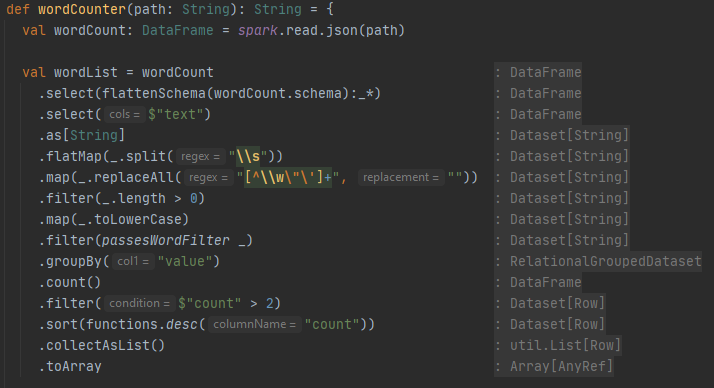 def wordCounter(path: String): String = {
  val wordCount: DataFrame = spark.read.json(path)

  val wordList = wordCount : DataFrame
    .select(flattenSchema(wordCount.schema):_*) : DataFrame
    .select( cols = $"text") : DataFrame
    .as[String] : Dataset[String]
    .flatMap(_.split( regex = "\\s")) : Dataset[String]
    .map(_.replaceAll( regex = "[^\\w\"\']+", replacement = "")) : Dataset[String]
    .filter(_.length > 0) : Dataset[String]
    .map(_.toLowerCase) : Dataset[String]
    .filter(passesWordFilter _) : Dataset[String]
    .groupBy( col1 = "value") : RelationalGroupedDataset
    .count() : DataFrame
    .filter( condition = $"count" > 2) : Dataset[Row]
    .sort(functions.desc( columnName = "count")) : Dataset[Row]
    .collectAsList() : util.List[Row]
    .toArray : Array[AnyRef]